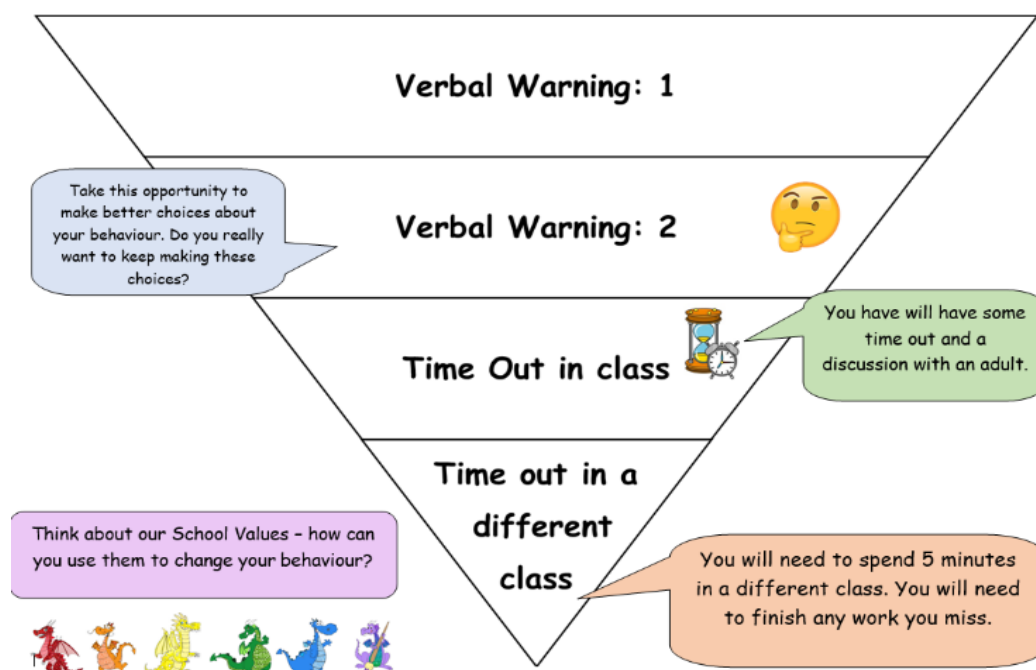 Verbal Warning: 1
Take this opportunity to
make better choices about
your behaviour. Do you really
want to keep making these
choices?
Verbal Warning: 2
You have will have some
time out and a
discussion with an adult.
Time Out in class
Time out in a
different
class
Think about our School Values – how can
you use them to change your behaviour?
You will need to spend 5 minutes
in a different class. You will need
to finish any work you miss.